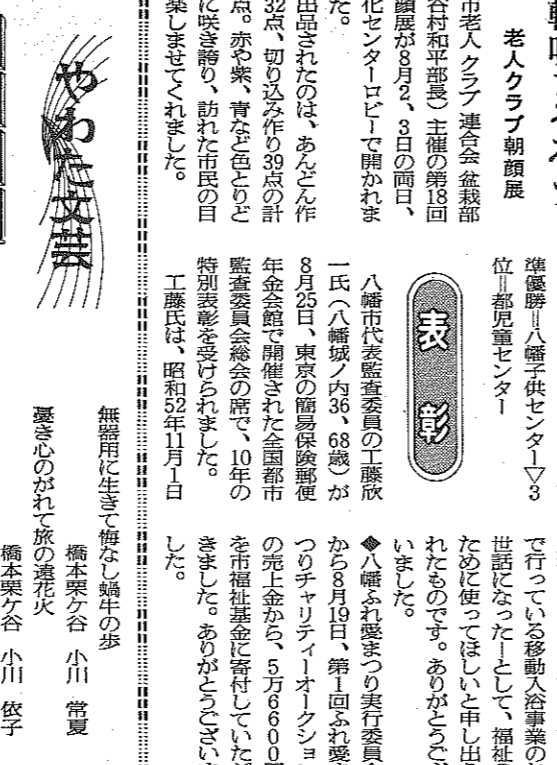 老人クラブ朝顔展
市老人クラブ連合会盆栽部
谷村和平部長）主催の第18回
顔展が8月2、3日の両日、
化センターロビーで開かれま
た。
出品されたのは、あんどん作
32点、切り込み作り39点の計
点。赤や紫、青など色とりど
に咲き誇り、訪れた市民の目
楽しませてくれました。
準優勝＝八幡子供センター▽3
位＝都児童センター
表彰
八幡市代表監査委員の工藤欣
一氏（八幡城ノ内36、68歳）が
8月25日、東京の簡易保険郵便
年金会館で開催された全国都市
監査委員会総会の席で、10年の
特別表彰を受けられました。
工藤氏は、昭和52年11月1日
で行っている移動入浴事業の
世話になった―として、福祉
ために使ってほしいと申し出
れたものです。ありがとうご
いました。
◆八幡ふれ愛まつり実行委員
から8月19日、第1回ふれ愛
つりチャリティーオークショ
の売上金から、5万6600
を市福祉基金に寄付していた
きました。ありがとうござい
した。
やわた文芸
無器用に生きて悔なし蝸牛の歩
橋本栗ケ谷　小川　常夏
憂き心のがれて旅の遠花火
橋本栗ケ谷　小川　依子